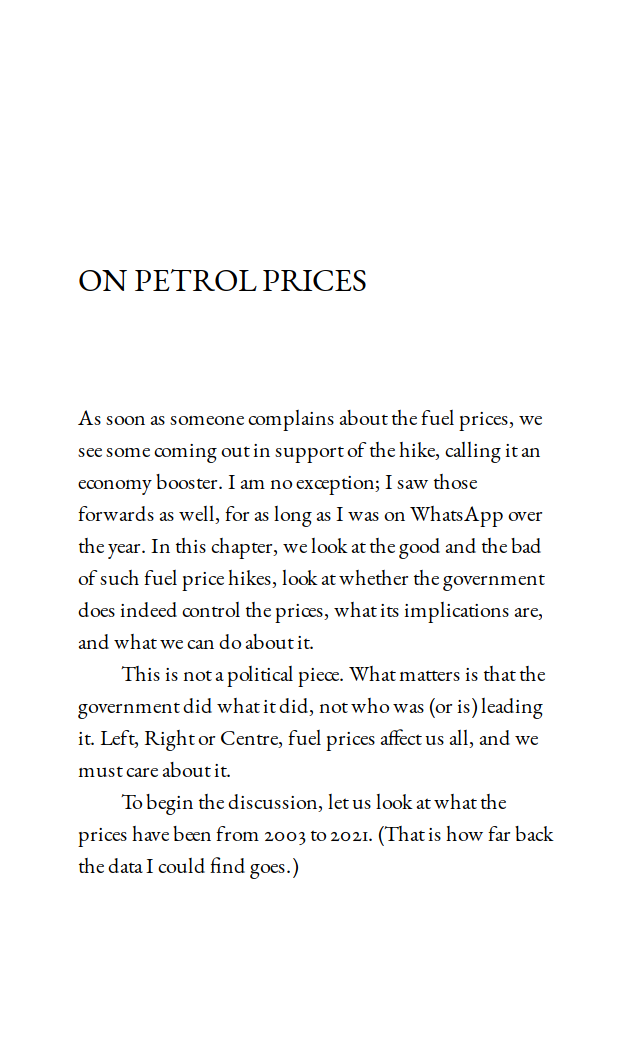 ON PETROL PRICES
As soon as someone complains about the fuel prices, we
see some coming out in support of the hike, calling it an
economy booster. I am no exception; I saw those
forwards as well, for as long as I was on WhatsApp over
the year. In this chapter, we look at the good and the bad
of such fuel price hikes, look at whether the government
does indeed control the prices, what its implications are,
and what we can do about it.
This is not a political piece. What matters is that the
government did what it did, not who was (or is) leading
it. Left, Right or Centre, fuel prices affect us all, and we
must care about it.
To begin the discussion, let us look at what the
prices have been from 2003 to 2021. (That is how far back
the data I could find goes.)